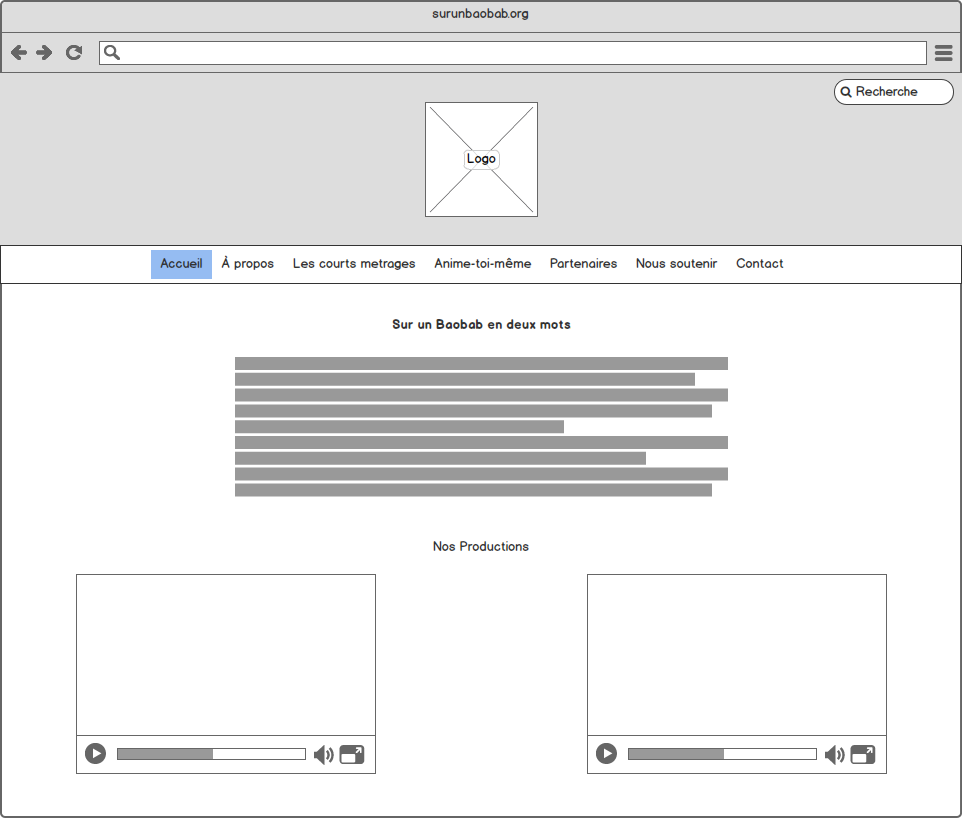 surunbaobab.org
Recherche
Logo
Accueil À propos Les courts metrages Anime-toi-même Partenaires Nous soutenir Contact
Sur un Baobab en deux mots
Nos Productions